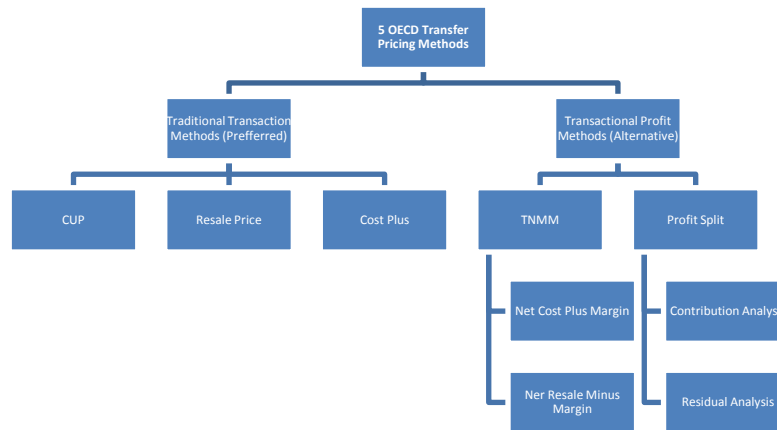 5 OECD Transfer
Pricing Methods
Traditional Transaction
Methods (Prefferred)
Transactional Profit
Methods (Alternative)
CUP
Resale Price
Cost Plus
TNMM
Profit Split
Net Cost Plus Margin
Contribution Analys
Ner Resale Minus
Margin
Residual Analysis